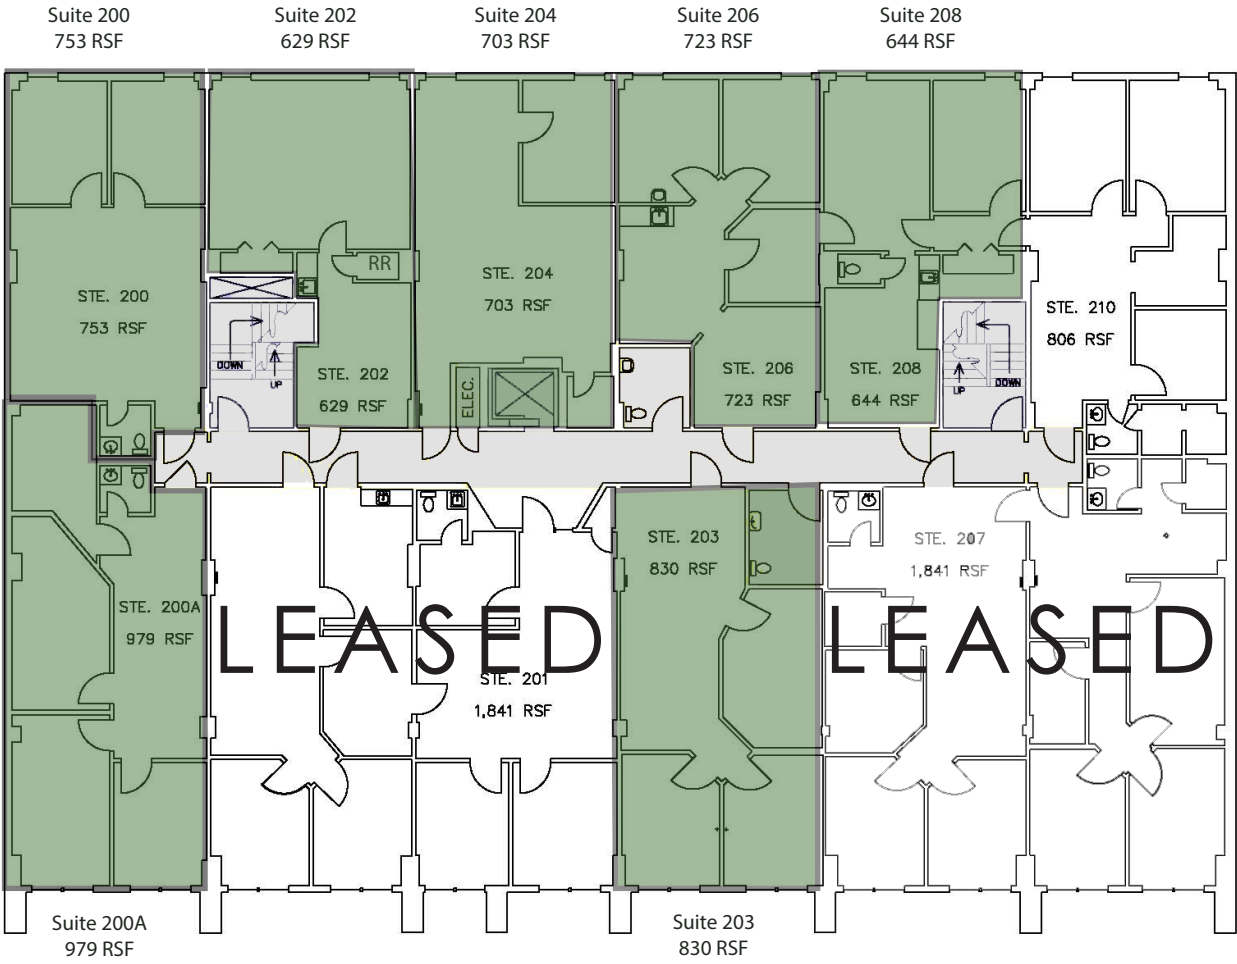 Suite 200
753 RSF
Suite 202
629 RSF
Suite 204
703 RSF
Suite 206
723 RSF
Suite 208
644 RSF
RR
STE. 200
753 RSF
STE. 204
703 RSF
STE. 210
806 RSF
DOWN
UP
STE. 202
629 RSF
ELEC.
STE. 206
723 RSF
STE. 208
644 RSF
UP
DOWN
STE. 203
830 RSF
STE. 207
1,841 RSF
STE. 200A
979 RSF
LEASED
LEASED
STE. 201
1,841 RSF
Suite 200A
979 RSF
Suite 203
830 RSF